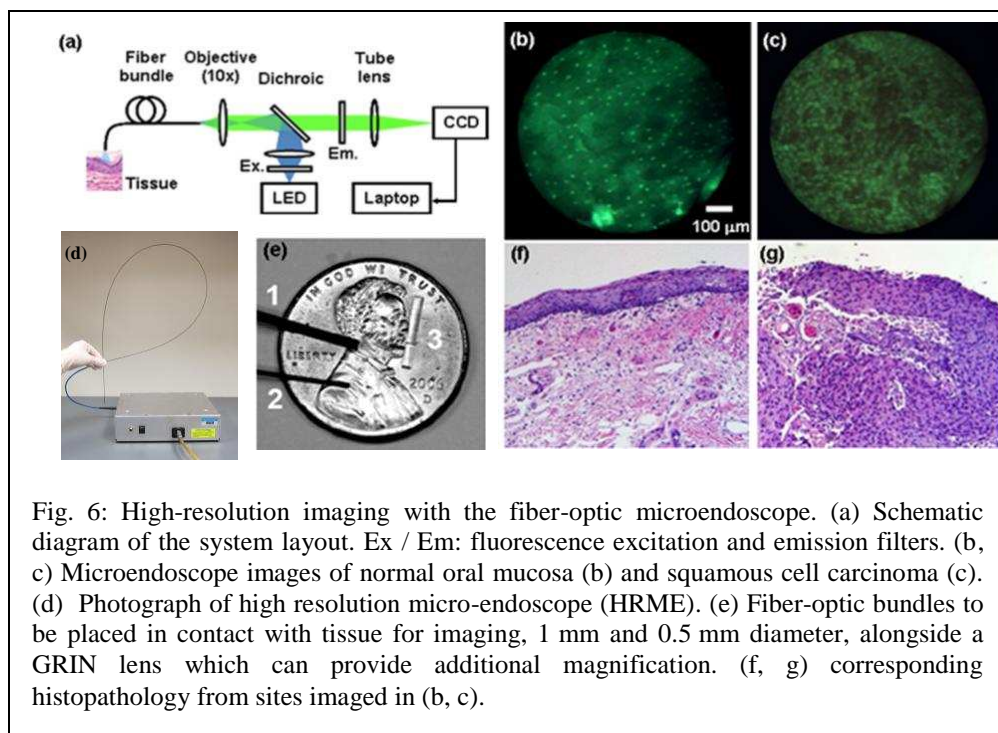 (a)
Fiber bundle
Objective (10x)
Dichroic
Tube lens
CCD
Em.
Ex.
Tissue
LED
Laptop
(b)
100 µm
(c)
(d)
(e)
1
IN GOD WE TRUST
3
LIBERTY
2006
D
2
(f)
(g)
Fig. 6: High-resolution imaging with the fiber-optic microendoscope. (a) Schematic
diagram of the system layout. Ex / Em: fluorescence excitation and emission filters. (b,
c) Microendoscope images of normal oral mucosa (b) and squamous cell carcinoma (c).
(d) Photograph of high resolution micro-endoscope (HRME). (e) Fiber-optic bundles to
be placed in contact with tissue for imaging, 1 mm and 0.5 mm diameter, alongside a
GRIN lens which can provide additional magnification. (f, g) corresponding
histopathology from sites imaged in (b, c).